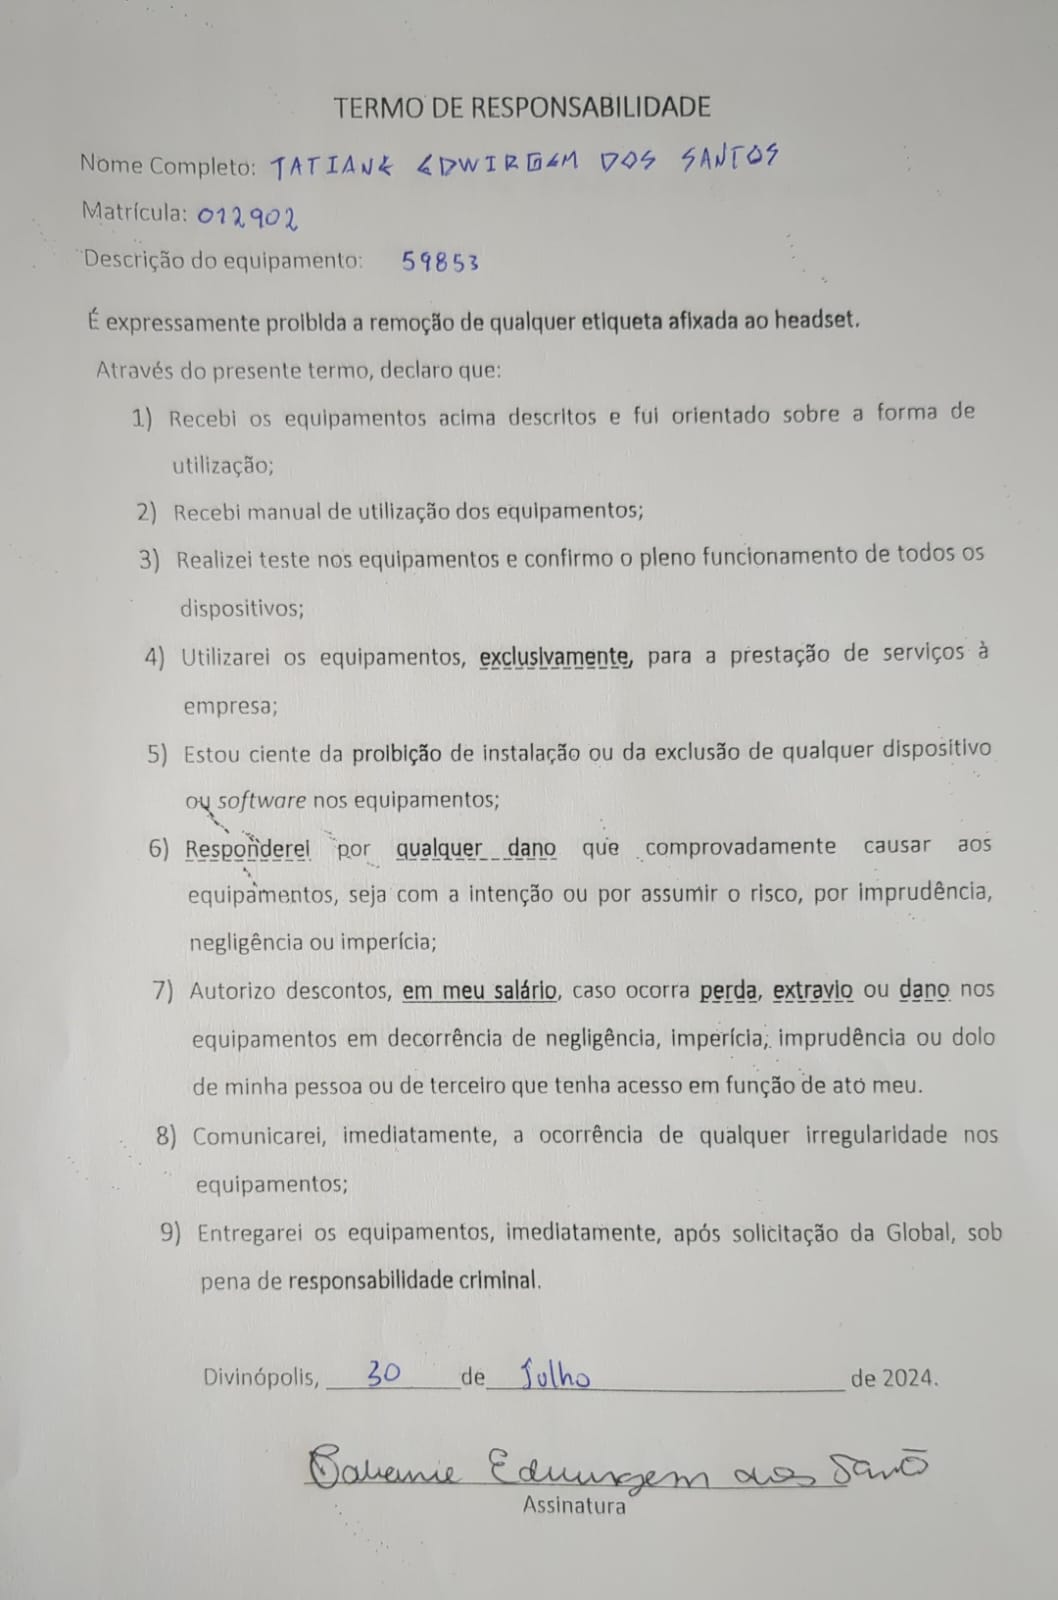 TERMO DE RESPONSABILIDADE
Nome Completo: TATIANE EDWIRGEM DOS SANTOS
Matrícula: 012902
Descrição do equipamento: 59853
É expressamente proibida a remoção de qualquer etiqueta afixada ao headset.
Através do presente termo, declaro que:
1) Recebi os equipamentos acima descritos e fui orientado sobre a forma de
utilização;
2) Recebi manual de utilização dos equipamentos;
3) Realizei teste nos equipamentos e confirmo o pleno funcionamento de todos os
dispositivos;
4) Utilizarei os equipamentos, exclusivamente, para a prestação de serviços à
empresa;
5) Estou ciente da proibição de instalação ou da exclusão de qualquer dispositivo
ou software nos equipamentos;
6) Responderei por qualquer dano que comprovadamente causar aos
equipamentos, seja com a intenção ou por assumir o risco, por imprudência,
negligência ou imperícia;
7) Autorizo descontos, em meu salário, caso ocorra perda, extravio ou dano nos
equipamentos em decorrência de negligência, imperícia, imprudência ou dolo
de minha pessoa ou de terceiro que tenha acesso em função de ato meu.
8) Comunicarei, imediatamente, a ocorrência de qualquer irregularidade nos
equipamentos;
9) Entregarei os equipamentos, imediatamente, após solicitação da Global, sob
pena de responsabilidade criminal.
Divinópolis, 30 de Julho de 2024.
Edwirgem dos
Assinatura